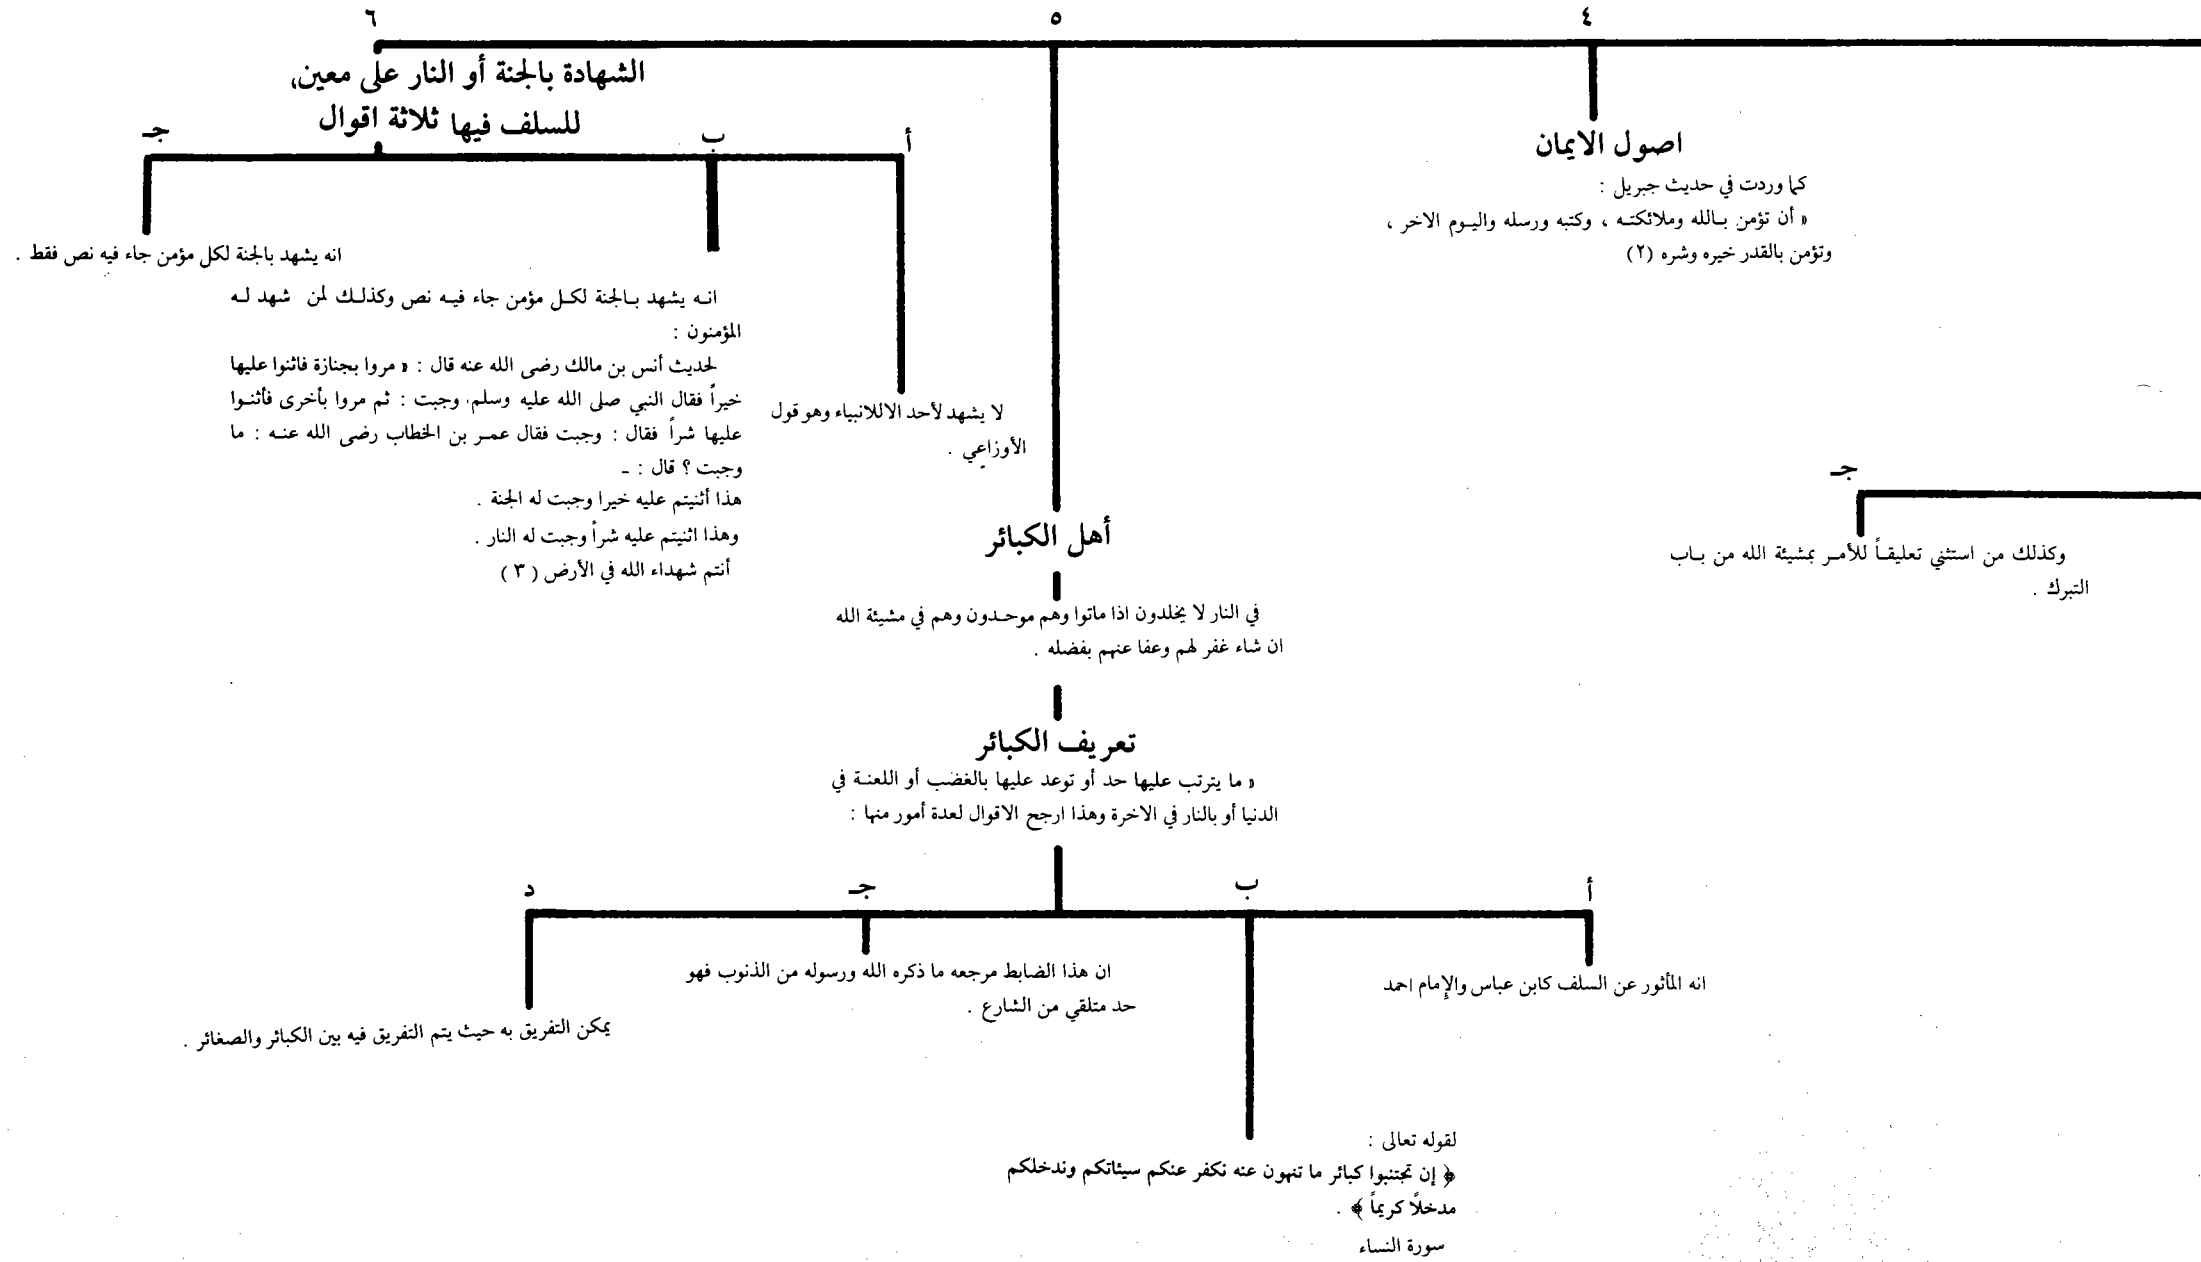 ٤
اصول الايمان
كما وردت في حديث جبريل :
« أن تؤمن بالله وملائكته ، وكتبه ورسله واليوم الاخر ،
وتؤمن بالقدر خيره وشره (٢)
جـ
وكذلك من استثني تعليقاً للأمر بمشيئة الله من باب
التبرك .
٥
أهل الكبائر
في النار لا يخلدون اذا ماتوا وهم موحدون وهم في مشيئة الله
ان شاء غفر لهم وعفا عنهم بفضله .
تعريف الكبائر
« ما يترتب عليها حد أو توعد عليها بالغضب أو اللعنة في
الدنيا أو بالنار في الاخرة وهذا ارجح الاقوال لعدة أمور منها :
أ
انه المأثور عن السلف كابن عباس والإمام احمد
ب
لقوله تعالى :
﴿ إن تجتنبوا كبائر ما تنهون عنه نكفر عنكم سيئاتكم وندخلكم
مدخلاً كريماً ﴾ .
سورة النساء
جـ
ان هذا الضابط مرجعه ما ذكره الله ورسوله من الذنوب فهو
حد متلقي من الشارع .
د
يمكن التفريق به حيث يتم التفريق فيه بين الكبائر والصغائر .
٦
الشهادة بالجنة أو النار على معين,
للسلف فيها ثلاثة اقوال
أ
لا يشهد لأحد الاللانبياء وهو قول
الأوزاعي .
ب
انه يشهد بالجنة لكل مؤمن جاء فيه نص وكذلك لمن شهد له
المؤمنون :
لحديث أنس بن مالك رضى الله عنه قال : « مروا بجنازة فاثنوا عليها
خيراً فقال النبي صلى الله عليه وسلم. وجبت : ثم مروا بأخرى فأثنوا
عليها شراً فقال : وجبت فقال عمر بن الخطاب رضى الله عنه : ما
وجبت ؟ قال : -
هذا أثنيتم عليه خيرا وجبت له الجنة .
وهذا اثنيتم عليه شراً وجبت له النار .
أنتم شهداء الله في الأرض ( ٣ )
جـ
انه يشهد بالجنة لكل مؤمن جاء فيه نص فقط .